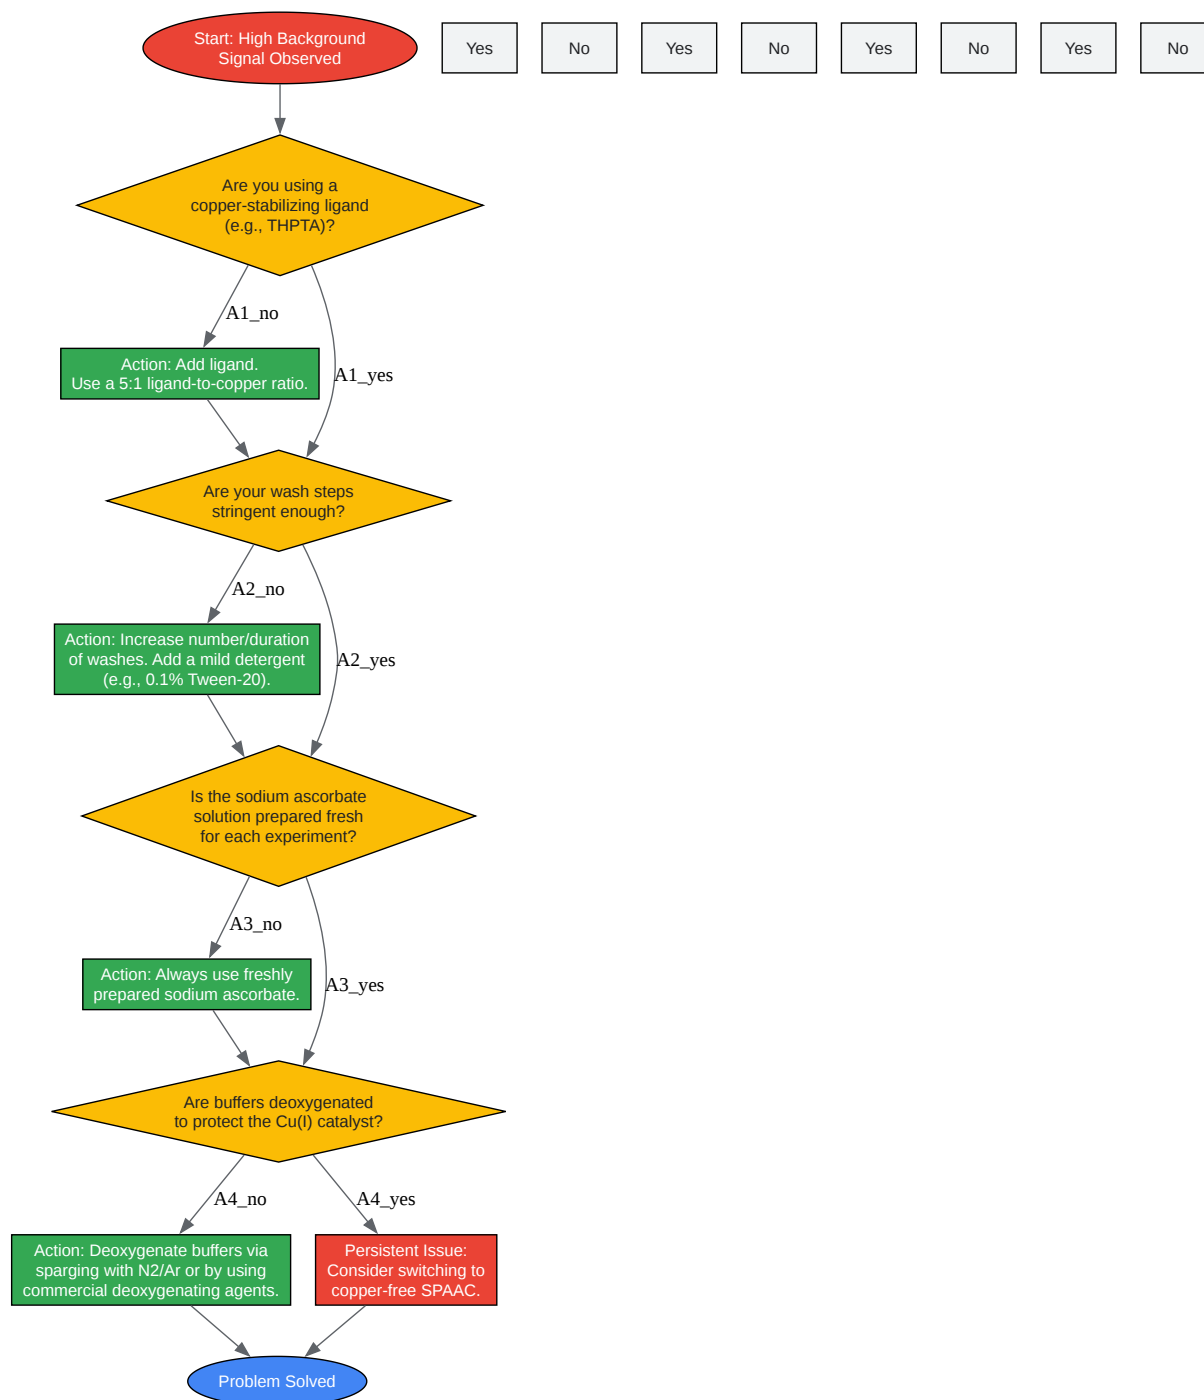 Start: High Background
Signal Observed
Yes
No
Yes
No
Yes
No
Yes
No
Are you using a
copper-stabilizing ligand
(e.g., THPTA)?
A1_no
Action: Add ligand.
Use a 5:1 ligand-to-copper ratio.
A1_yes
Are your wash steps
stringent enough?
A2_no
Action: Increase number/duration
of washes. Add a mild detergent
(e.g., 0.1% Tween-20).
A2_yes
Is the sodium ascorbate
solution prepared fresh
for each experiment?
A3_no
Action: Always use freshly
prepared sodium ascorbate.
A3_yes
Are buffers deoxygenated
to protect the Cu(I) catalyst?
A4_no
A4_yes
Action: Deoxygenate buffers via
sparging with N2/Ar or by using
commercial deoxygenating agents.
Persistent Issue:
Consider switching to
copper-free SPAAC.
Problem Solved